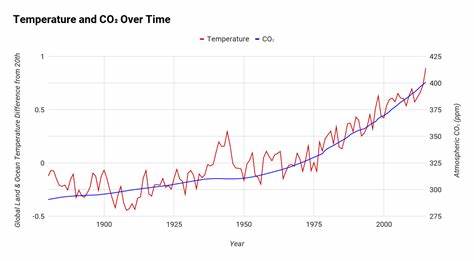 Temperature and CO₂ Over Time
Temperature CO₂
Global Land & Ocean Temperature Difference from 20th
1
0.5
0
-0.5
425
400
375
350
325
300
275
Atmospheric CO₂ (ppm)
1900 1925 1950 1975 2000
Year